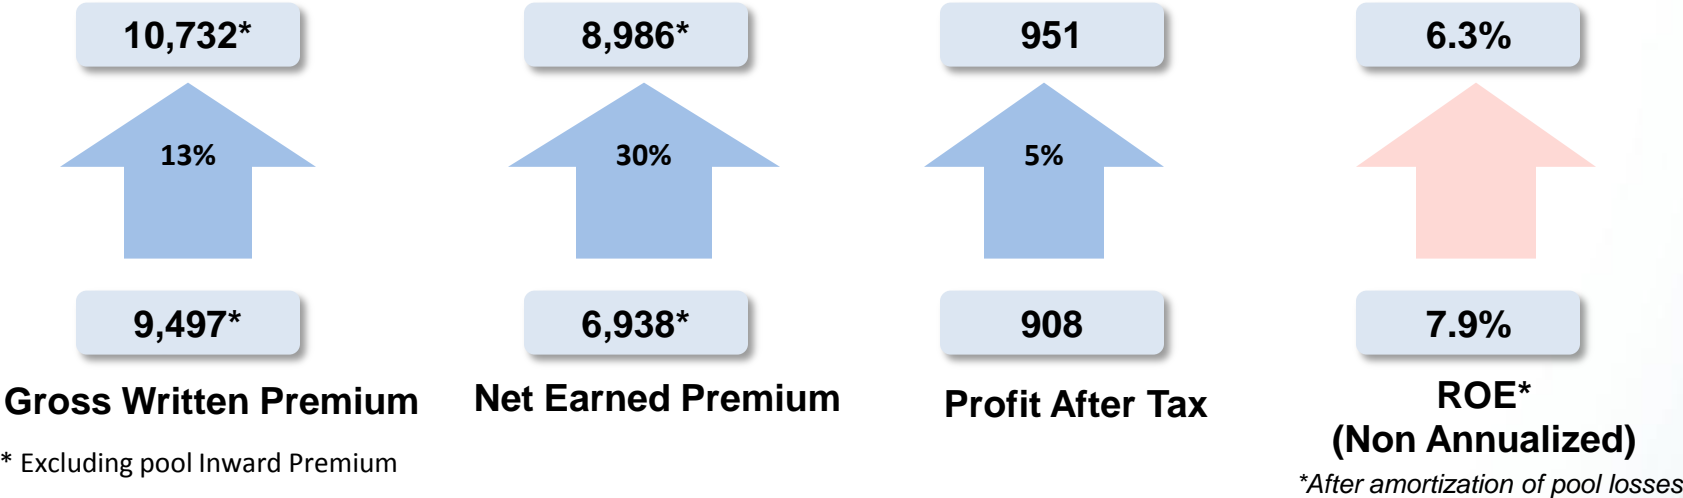 10,732*
8,986*
951
6.3%
13%
30%
5%
9,497*
6,938*
908
7.9%
Gross Written Premium
Net Earned Premium
Profit After Tax
ROE*
(Non Annualized)
* Excluding pool Inward Premium
*After amortization of pool losses